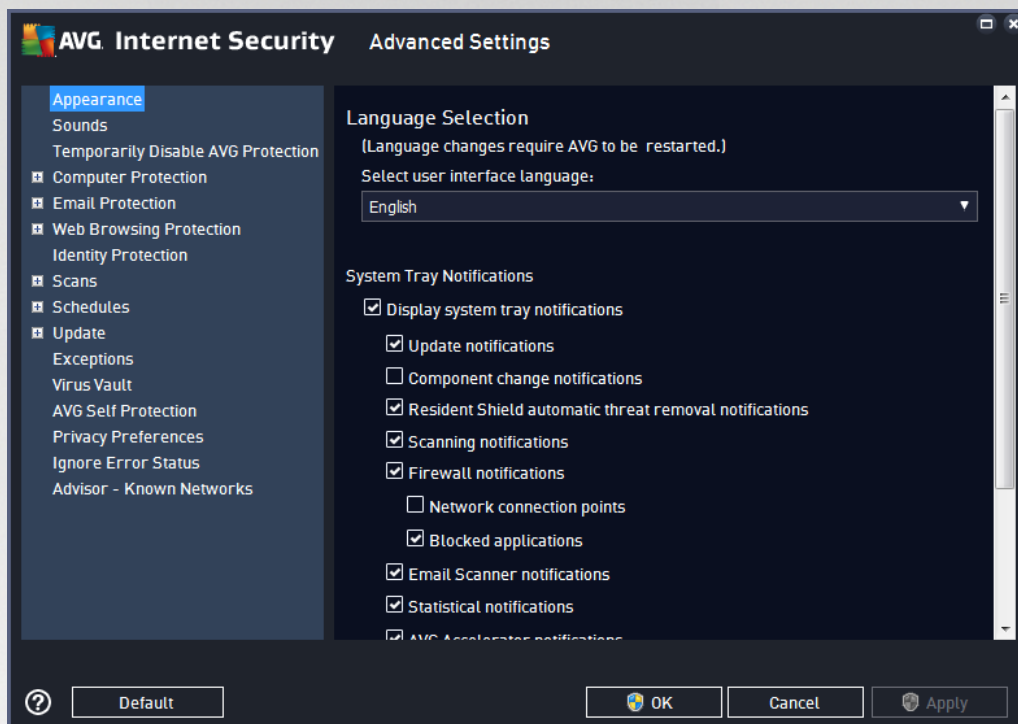 AVG. Internet Security Advanced Settings
Appearance
Sounds
Temporarily Disable AVG Protection
Computer Protection
Email Protection
Web Browsing Protection
Identity Protection
Scans
Schedules
Update
Exceptions
Virus Vault
AVG Self Protection
Privacy Preferences
Ignore Error Status
Advisor - Known Networks
Language Selection
(Language changes require AVG to be restarted.)
Select user interface language:
English
System Tray Notifications
Display system tray notifications
Update notifications
Component change notifications
Resident Shield automatic threat removal notifications
Scanning notifications
Firewall notifications
Network connection points
Blocked applications
Email Scanner notifications
Statistical notifications
AVG Accelerator notifications
? Default OK Cancel Apply